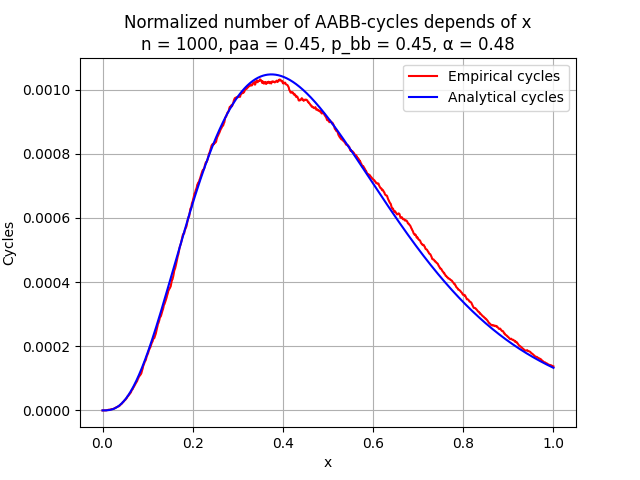 Normalized number of AABB-cycles depends of x
n = 1000, paa = 0.45, p_bb = 0.45, α = 0.48
Empirical cycles
Analytical cycles
0.0010
0.0008
0.0006
0.0004
0.0002
0.0000
Cycles
0.0 0.2 0.4 0.6 0.8 1.0
x